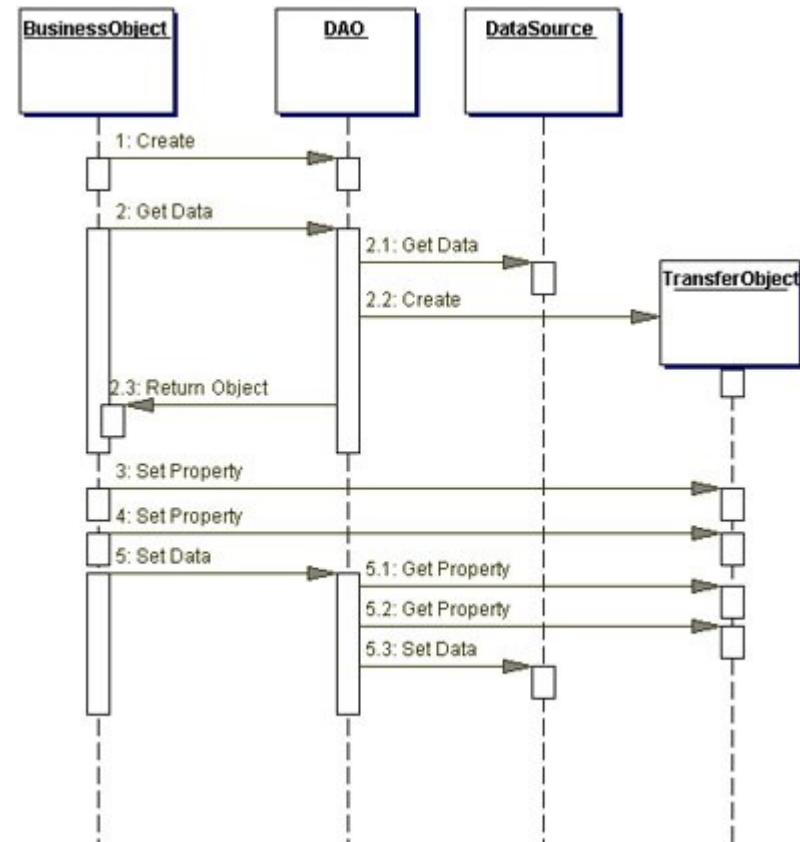 BusinessObject
DAO
DataSource
1: Create
2: Get Data
2.1: Get Data
TransferObject
2.2: Create
2.3: Return Object
3: Set Property
4: Set Property
5: Set Data
5.1: Get Property
5.2: Get Property
5.3: Set Data